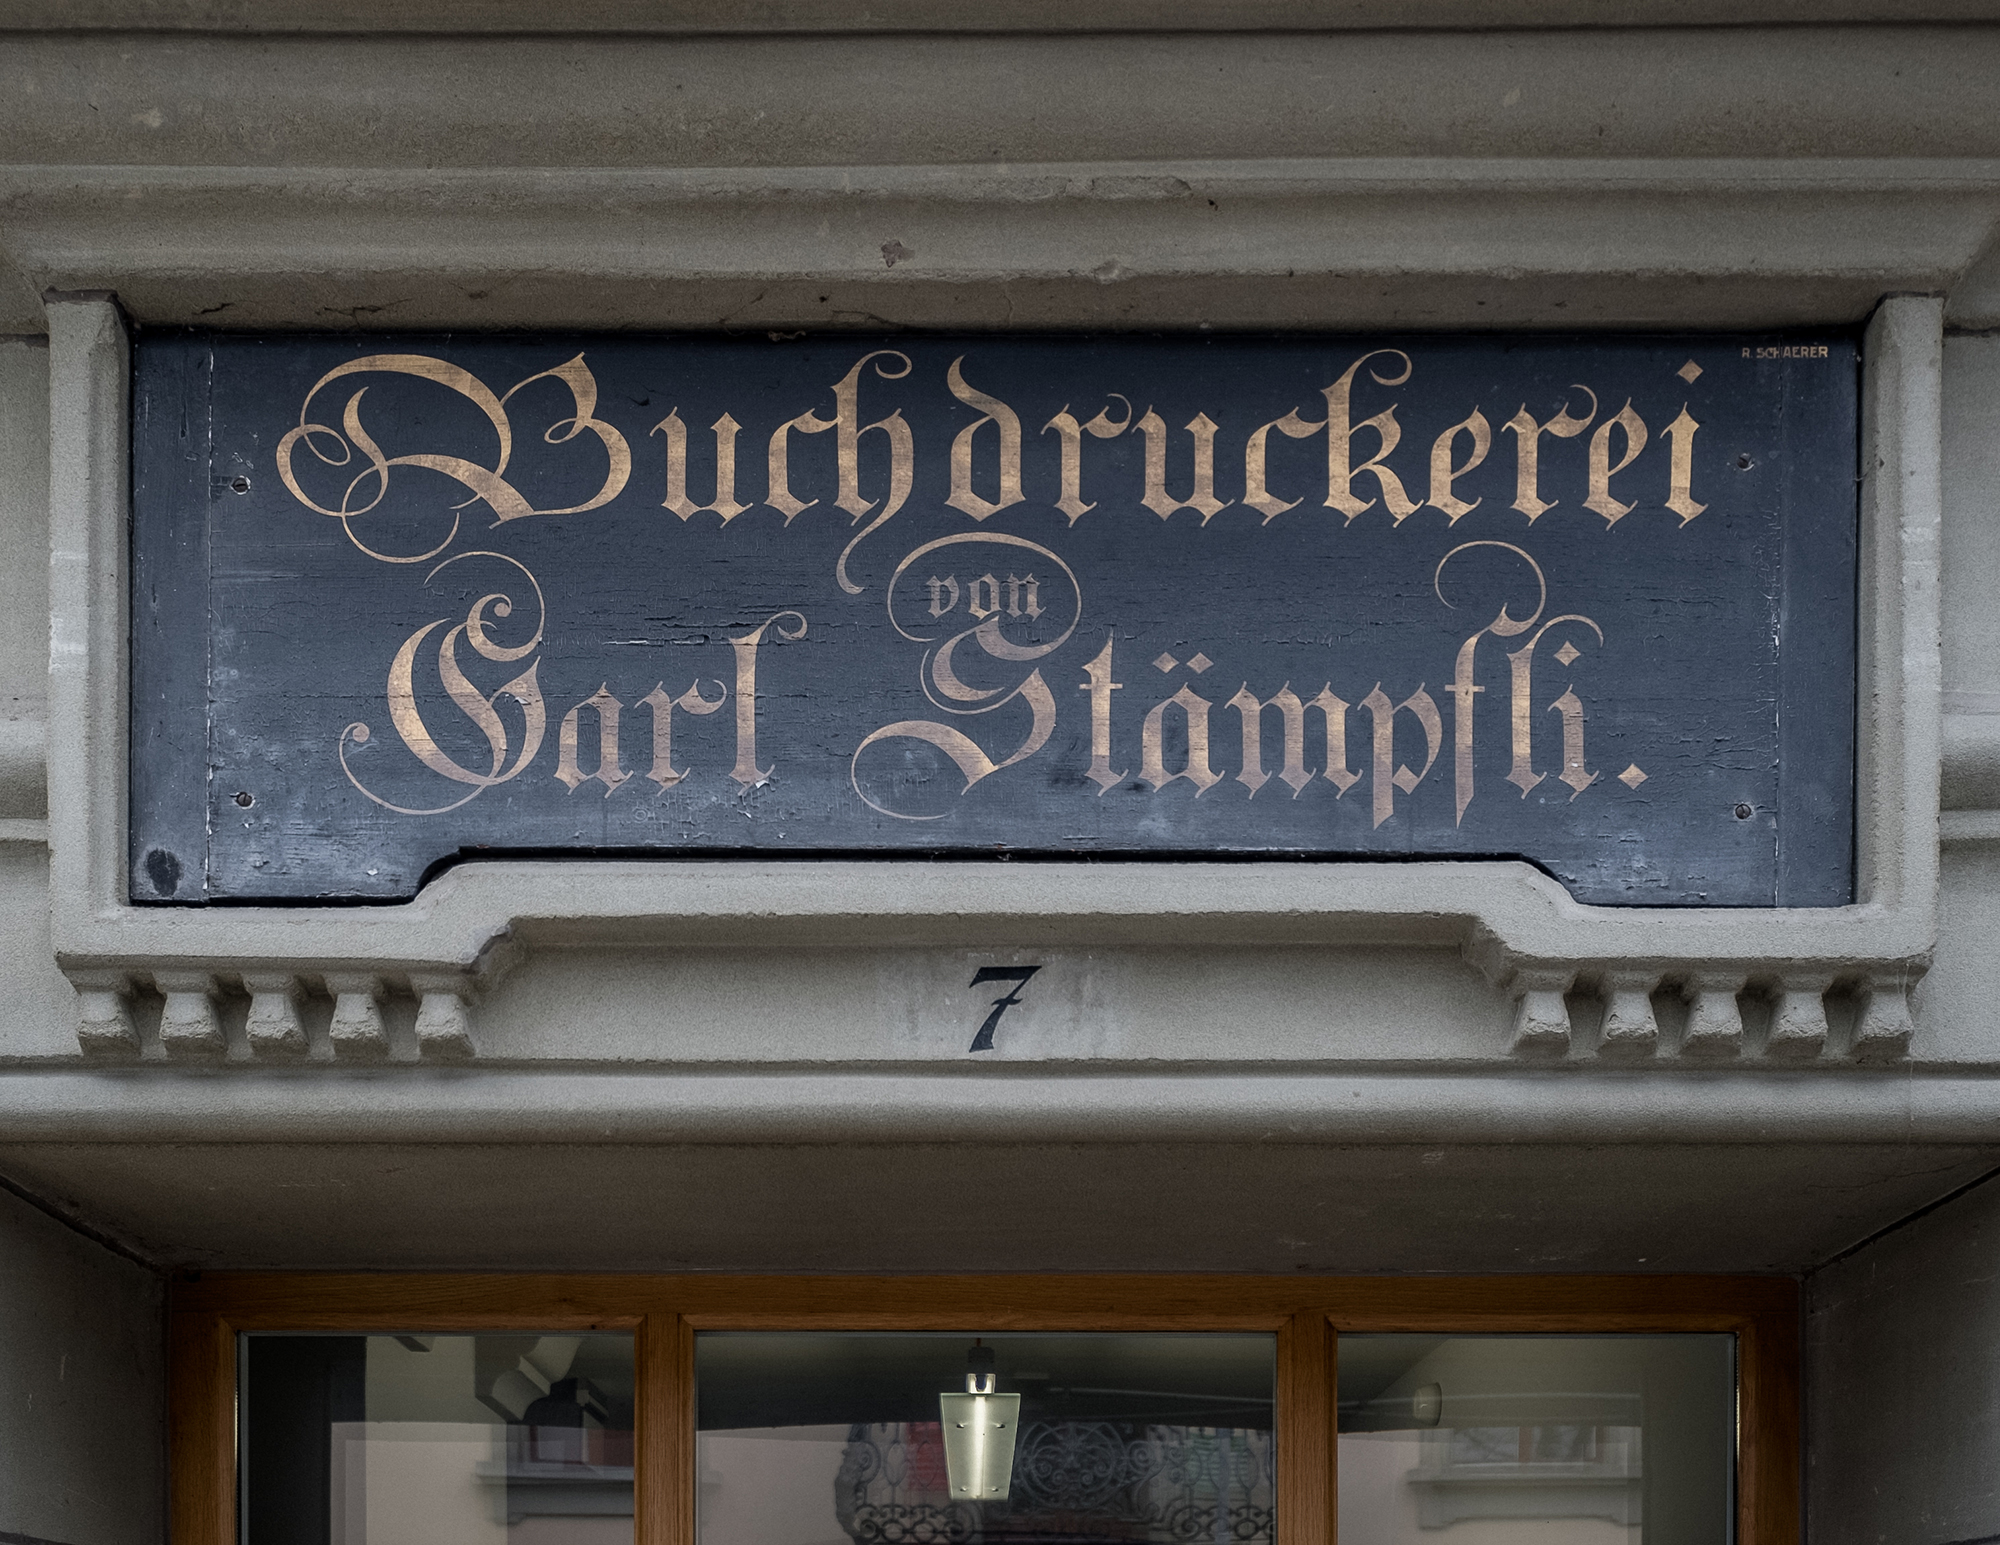 R. SCHAERER
Buchdruckerei
von
Carl Stämpfli.
7